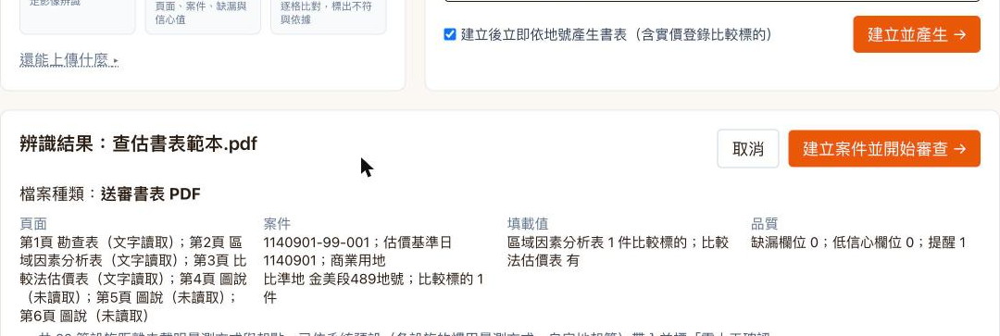 定影像辨識
頁面、案件、缺漏與
信心值
逐格比對，標出不符
與依據
還能上傳什麼 ▸
建立後立即依地號產生書表（含實價登錄比較標的）
建立並產生 →
辨識結果：查估書表範本.pdf
取消
建立案件並開始審查 →
檔案種類：送審書表 PDF
頁面
第1頁 勘查表（文字讀取）；第2頁 區
域因素分析表（文字讀取）；第3頁 比
較法估價表（文字讀取）；第4頁 圖說
（未讀取）；第5頁 圖說（未讀取）；
第6頁 圖說（未讀取）
案件
1140901-99-001；估價基準日
1140901；商業用地
比準地 金美段489地號；比較標的 1
件
填載值
區域因素分析表 1 件比較標的；比較
法估價表 有
品質
缺漏欄位 0；低信心欄位 0；提醒 1